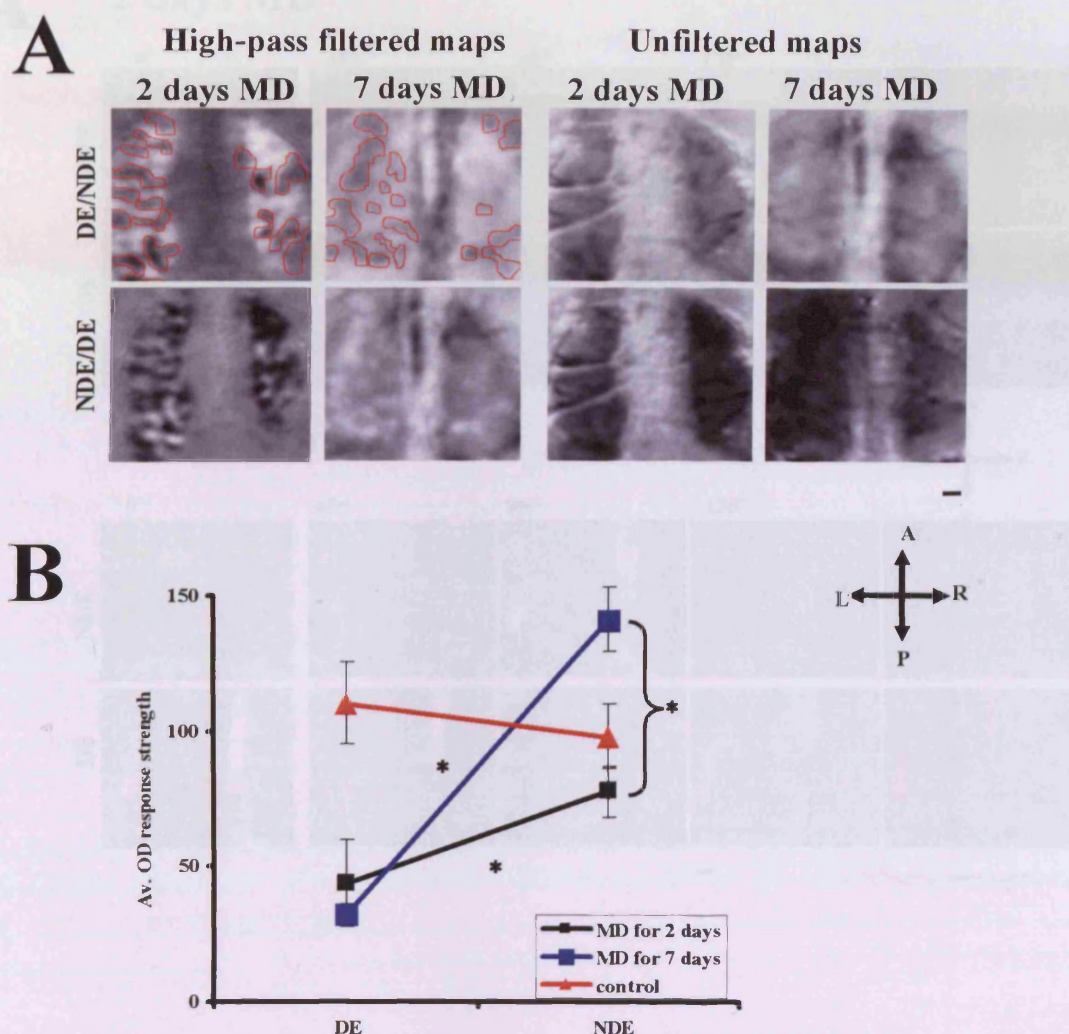 A
High-pass filtered maps
Unfiltered maps
2 days MD
7 days MD
2 days MD
7 days MD
DE/NDE
NDE/DE
B
A
L
R
P
Av. OD response strength
150
100
50
0
*
*
*
MD for 2 days
MD for 7 days
control
DE
NDE